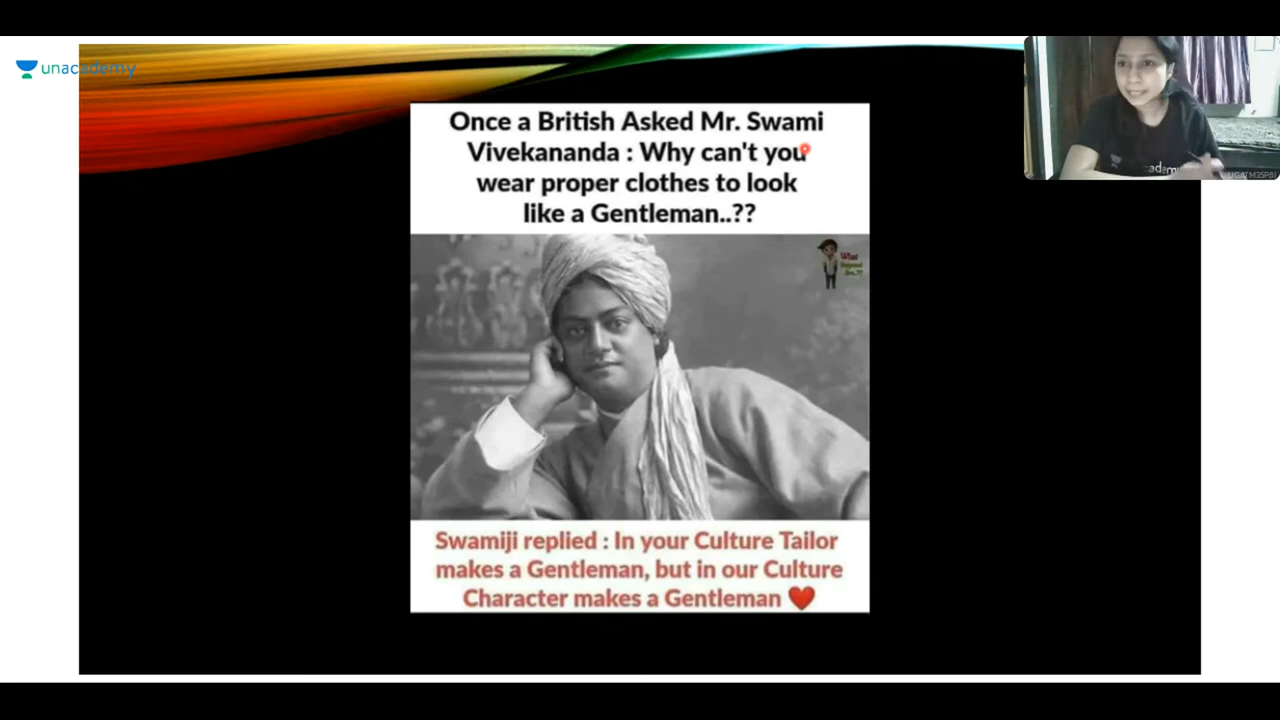 unacademy
Once a British Asked Mr. Swami
Vivekananda : Why can't you
wear proper clothes to look
like a Gentleman..??
What
Swamiji replied : In your Culture Tailor
makes a Gentleman, but in our Culture
Character makes a Gentleman ❤️